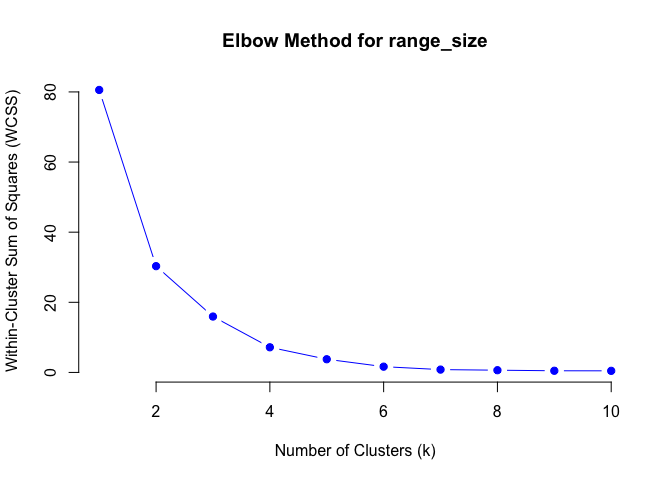 Elbow Method for range_size
Within-Cluster Sum of Squares (WCSS)
80
60
40
20
0
2 4 6 8 10
Number of Clusters (k)